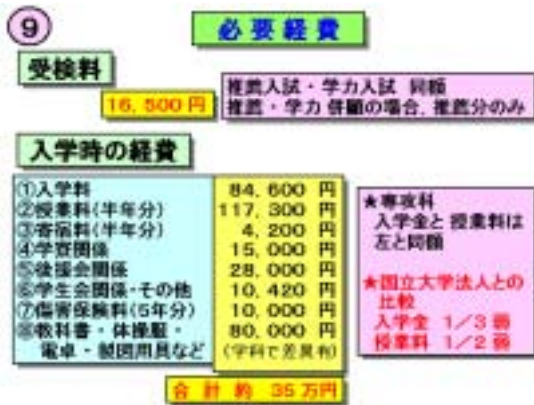 ⑨
必要経費
受検料
16,500円
推薦入試・学力入試 同額
推薦・学力 併願の場合, 推薦分のみ
入学時の経費
①入学料 84,600 円
②授業料(半年分) 117,300 円
③寄宿料(半年分) 4,200 円
④学寮関係 15,000 円
⑤後援会関係 28,000 円
⑥学生会関係・その他 10,420 円
⑦傷害保険料(5年分) 10,000 円
⑧教科書・体操服・ 80,000 円
電卓・製図用具など (学科で差異有)
合計約 35万円
★専攻科
入学金と授業料は
左と同額
★国立大学法人との
比較
入学金 1/3弱
授業料 1/2弱